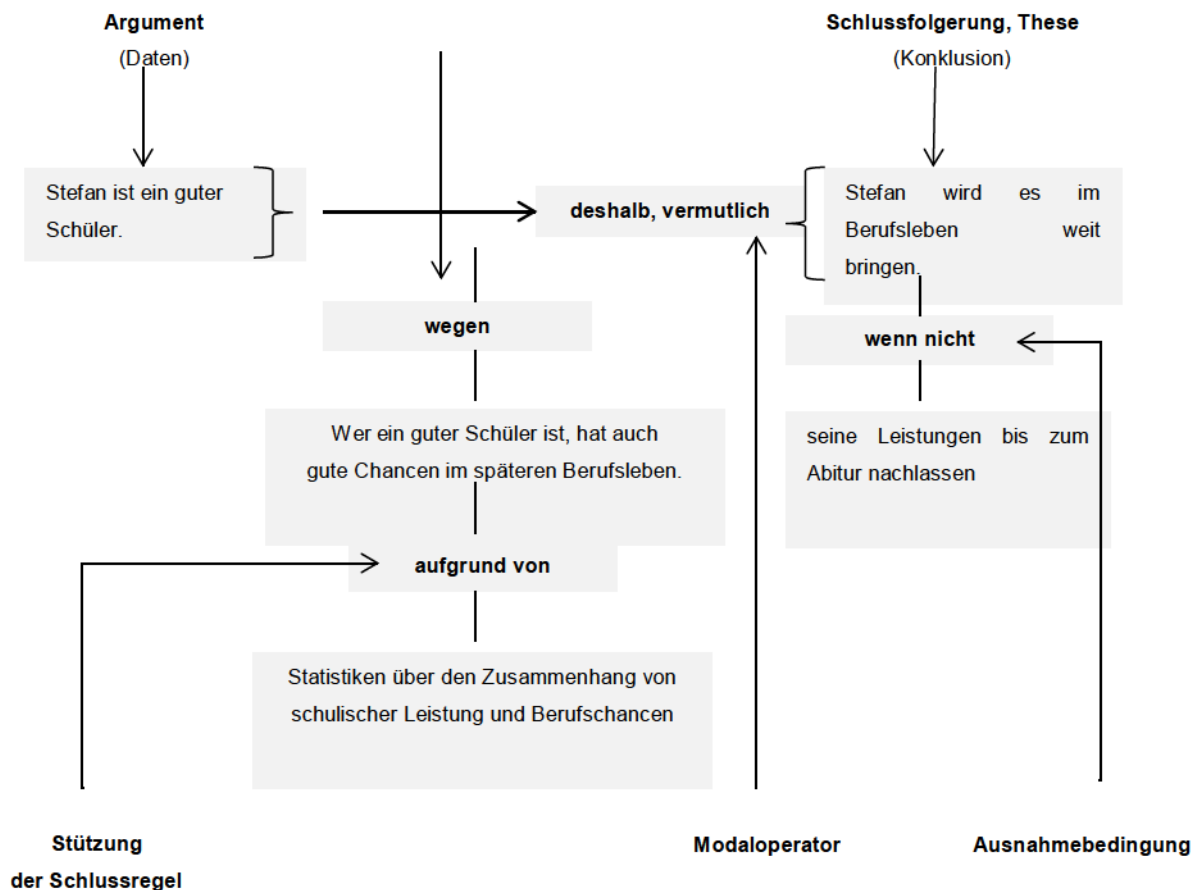 Argument
(Daten)
Schlussfolgerung, These
(Konklusion)
Stefan ist ein guter
Schüler.
deshalb, vermutlich
Stefan wird es im
Berufsleben weit
bringen.
wegen
wenn nicht
Wer ein guter Schüler ist, hat auch
gute Chancen im späteren Berufsleben.
seine Leistungen bis zum
Abitur nachlassen
aufgrund von
Statistiken über den Zusammenhang von
schulischer Leistung und Berufschancen
Stützung
der Schlussregel
Modaloperator
Ausnahmebedingung